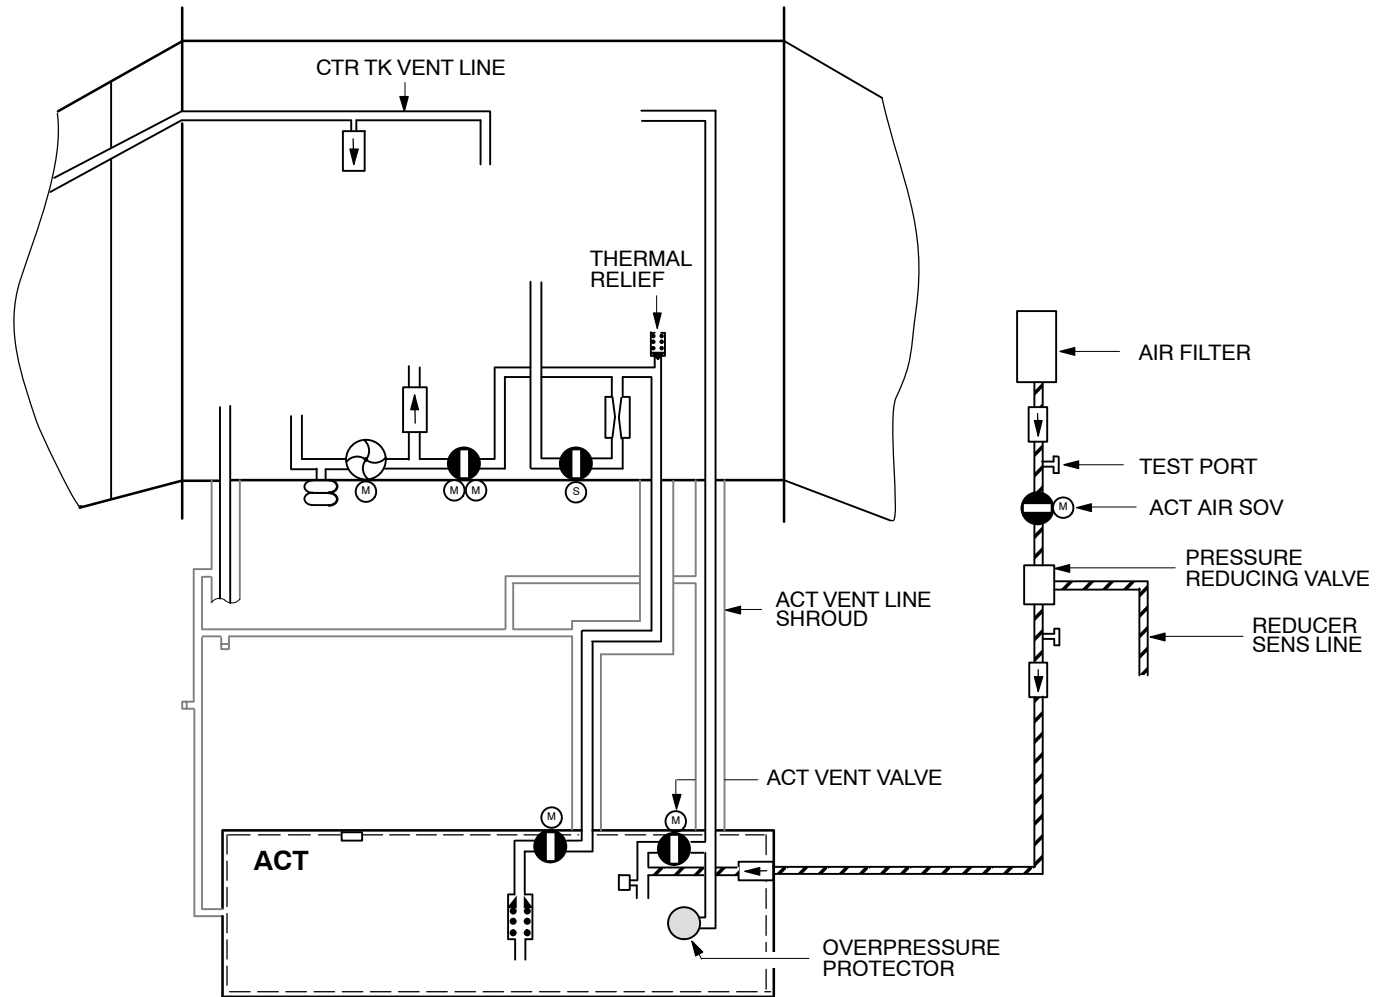 CTR TK VENT LINE
THERMAL
RELIEF
AIR FILTER
TEST PORT
M
M M
S
M
ACT AIR SOV
PRESSURE
REDUCING VALVE
ACT VENT LINE
SHROUD
REDUCER
SENS LINE
ACT VENT VALVE
M
M
ACT
OVERPRESSURE
PROTECTOR